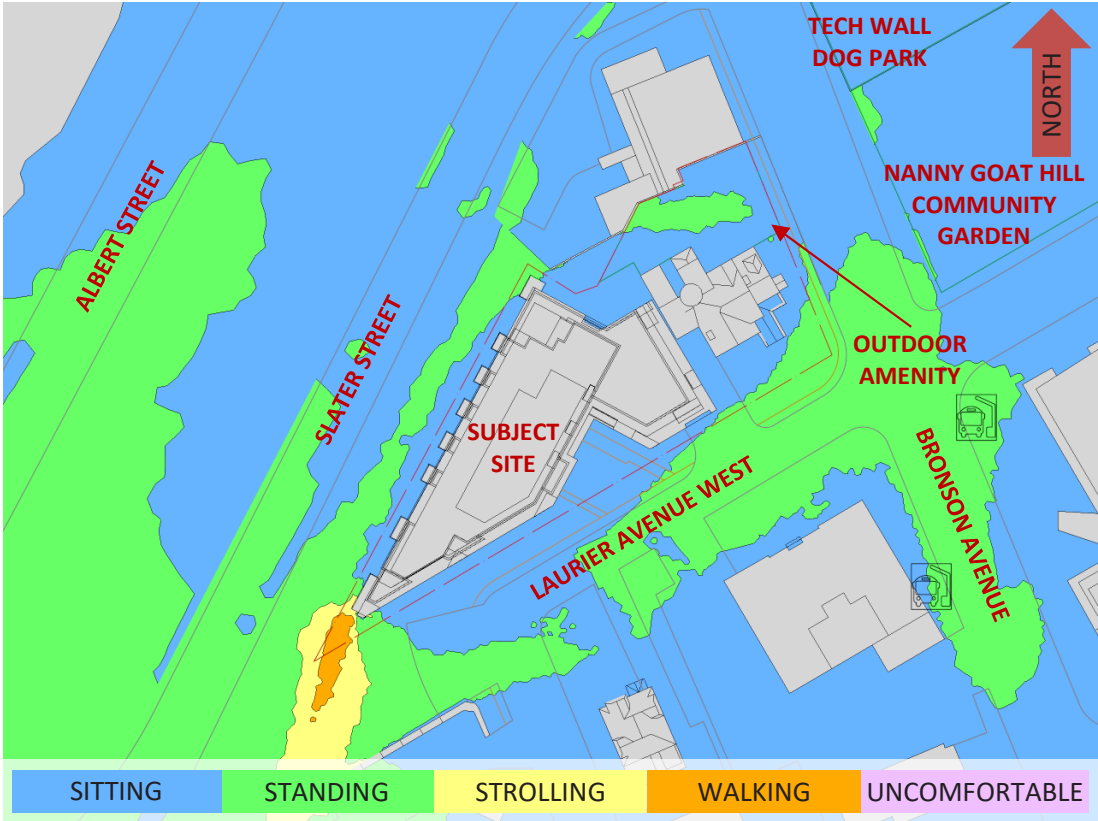 TECH WALL
DOG PARK
NORTH
NANNY GOAT HILL
COMMUNITY
GARDEN
ALBERT STREET
SLATER STREET
OUTDOOR
AMENITY
SUBJECT
SITE
LAURIER AVENUE WEST
BRONSON AVENUE
SITTING
STANDING
STROLLING
WALKING
UNCOMFORTABLE